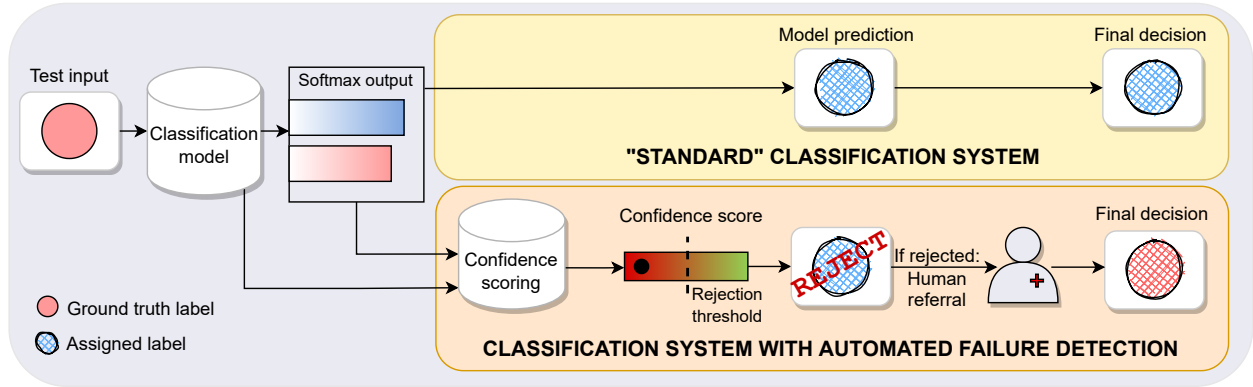 Test input
Classification
model
Softmax output
Model prediction
Final decision
"STANDARD" CLASSIFICATION SYSTEM
Confidence
scoring
Confidence score
Rejection
threshold
REJECT
If rejected:
Human
referral
Final decision
CLASSIFICATION SYSTEM WITH AUTOMATED FAILURE DETECTION
Ground truth label
Assigned label